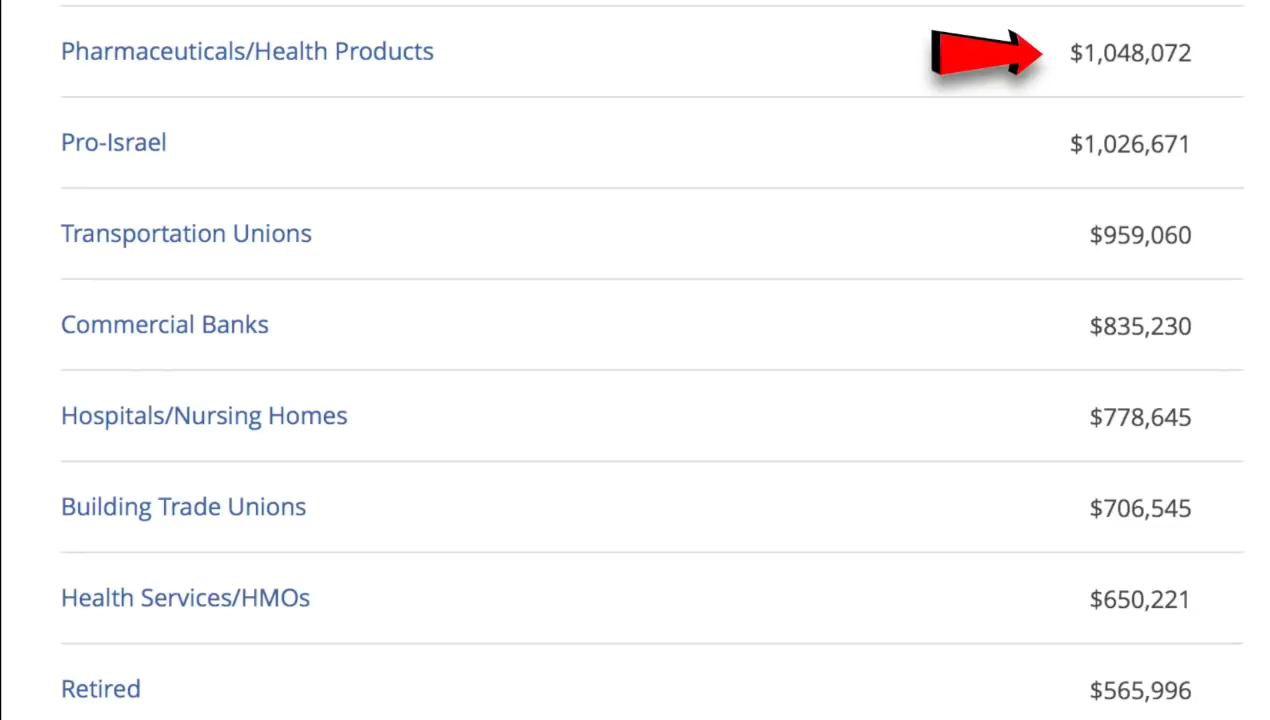 Pharmaceuticals/Health Products $1,048,072
Pro-Israel $1,026,671
Transportation Unions $959,060
Commercial Banks $835,230
Hospitals/Nursing Homes $778,645
Building Trade Unions $706,545
Health Services/HMOs $650,221
Retired $565,996